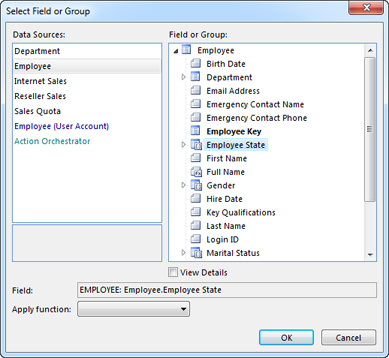 Select Field or Group
Data Sources:
Department
Employee
Internet Sales
Reseller Sales
Sales Quota
Employee (User Account)
Action Orchestrator
Field or Group:
Employee
Birth Date
Department
Email Address
Emergency Contact Name
Emergency Contact Phone
Employee Key
Employee State
First Name
Full Name
Gender
Hire Date
Key Qualifications
Last Name
Login ID
Marital Status
View Details
Field:
EMPLOYEE: Employee.Employee State
Apply function:
OK
Cancel